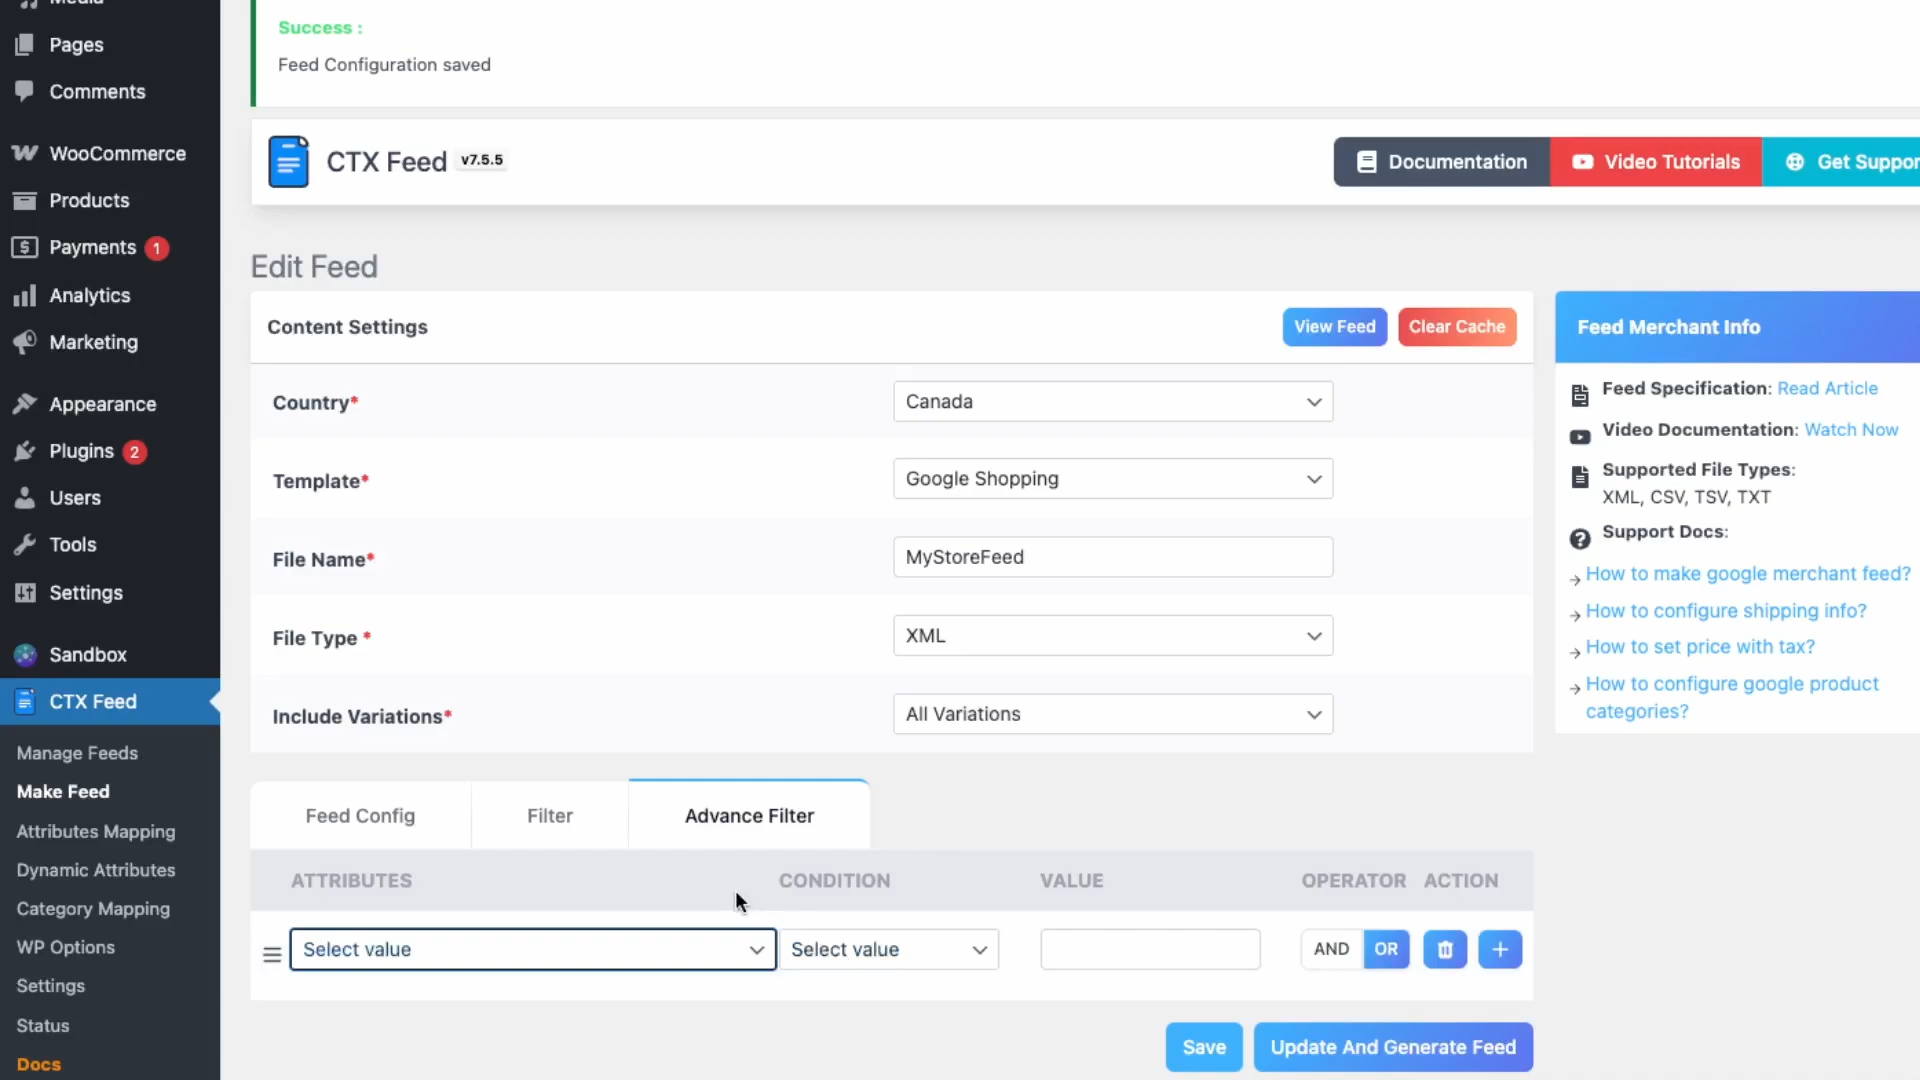 Media
Pages
Comments
WooCommerce
Products
Payments 1
Analytics
Marketing
Appearance
Plugins 2
Users
Tools
Settings
Sandbox
CTX Feed
Manage Feeds
Make Feed
Attributes Mapping
Dynamic Attributes
Category Mapping
WP Options
Settings
Status
Docs
Success :
Feed Configuration saved
CTX Feed v7.5.5
Documentation Video Tutorials Get Suppor
Edit Feed
Content Settings View Feed Clear Cache
Country* Canada
Template* Google Shopping
File Name* MyStoreFeed
File Type * XML
Include Variations* All Variations
Feed Config Filter Advance Filter
ATTRIBUTES CONDITION VALUE OPERATOR ACTION
Select value Select value AND OR +
Save Update And Generate Feed
Feed Merchant Info
Feed Specification: Read Article
Video Documentation: Watch Now
Supported File Types:
XML, CSV, TSV, TXT
Support Docs:
→ How to make google merchant feed?
→ How to configure shipping info?
→ How to set price with tax?
→ How to configure google product
categories?